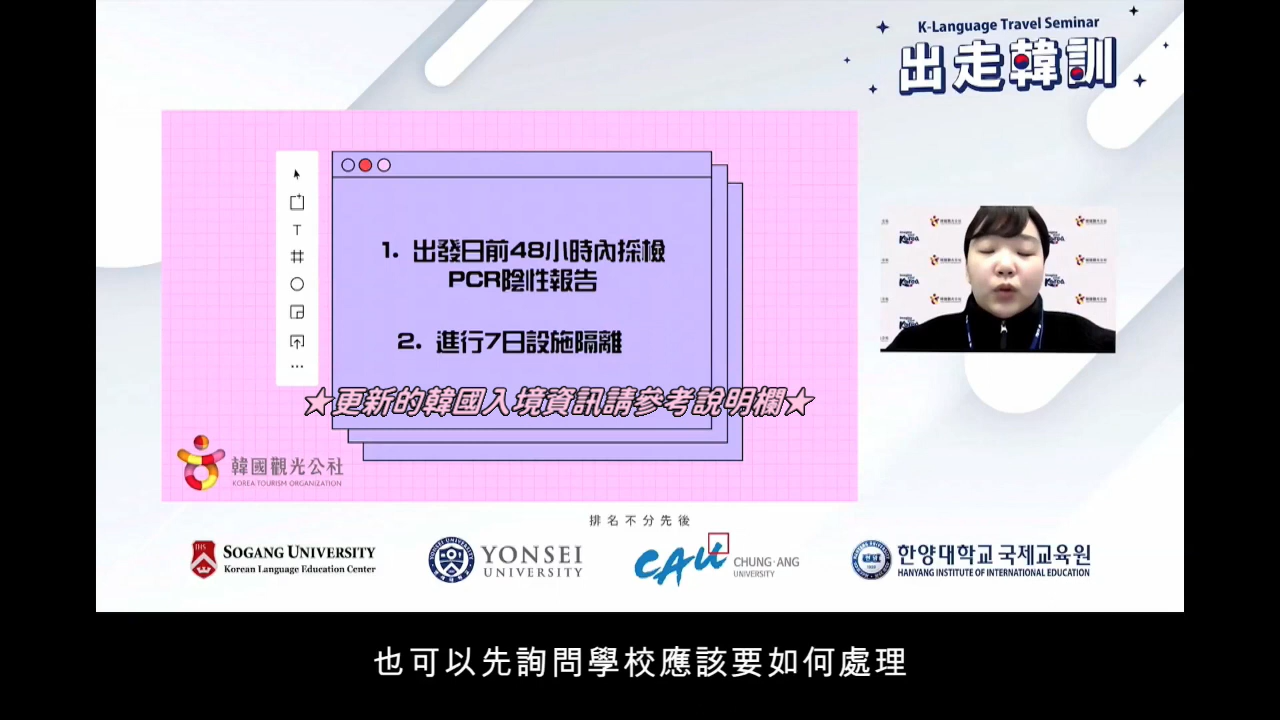 K-Language Travel Seminar
出走韓訓
1. 出發日前48小時內採檢
PCR陰性報告
2. 進行7日設施隔離
★更新的韓國入境資訊請參考說明欄★
韓國觀光公社
KOREA TOURISM ORGANIZATION
排名不分先後
SOGANG UNIVERSITY
Korean Language Education Center
YONSEI
UNIVERSITY
CAU
CHUNG-ANG
UNIVERSITY
한양대학교 국제교육원
HANYANG INSTITUTE OF INTERNATIONAL EDUCATION
也可以先詢問學校應該要如何處理